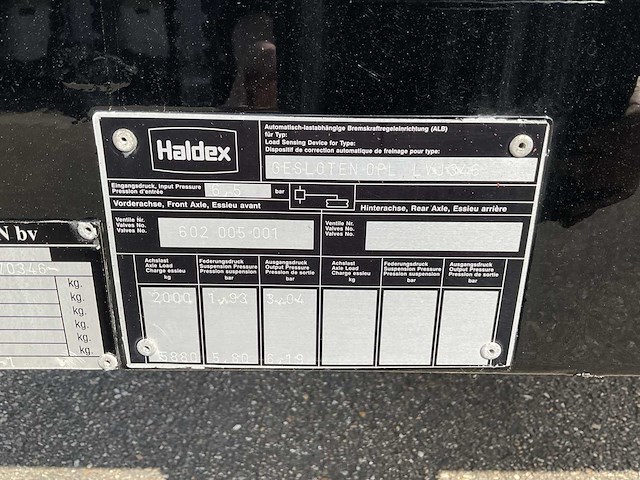 Haldex
Automatisch-lastabhängige Bremskraftregeleinrichtung (ALB)
für Typ:
Load Sensing Device for Type:
Dispositif de correction automatique de freinage pour type:
GESLOTEN OPL.
Eingangsdruck, Input Pressure
Pression d'entrée
bar
Vorderachse, Front Axle, Essieu avant
Hinterachse, Rear Axle, Essieu arrière
Ventile Nr.
Valves No.
Valves No.
602 005 001
Ventile Nr.
Valves No.
Valves No.
Achslast
Axle Load
Charge essieu
kg
Federungsdruck
Suspension Pressure
Pression suspension
bar
Ausgangsdruck
Output Pressure
Pression de sortie
bar
Achslast
Axle Load
Charge essieu
kg
Federungsdruck
Suspension Pressure
Pression suspension
bar
Ausgangsdruck
Output Pressure
Pression de sortie
bar
2000
5880 5.80 6.19
N bv
70346-
kg.
kg.
kg.
kg.
kg.
kg.